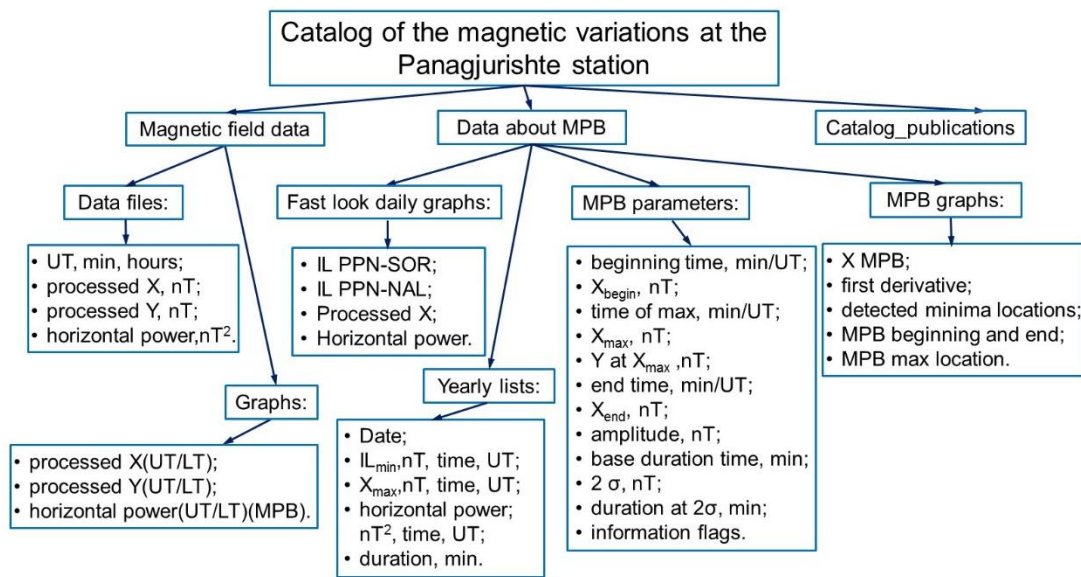 Catalog of the magnetic variations at the
Panagjurishte station
Magnetic field data
Data about MPB
Catalog_publications
Data files:
• UT, min, hours;
• processed X, nT;
• processed Y, nT;
• horizontal power,nT².
Graphs:
• processed X(UT/LT);
• processed Y(UT/LT);
• horizontal power(UT/LT)(MPB).
Fast look daily graphs:
• IL PPN-SOR;
• IL PPN-NAL;
• Processed X;
• Horizontal power.
Yearly lists:
• Date;
• ILmin,nT, time, UT;
• Xmax,nT, time, UT;
• horizontal power;
nT², time, UT;
• duration, min.
MPB parameters:
• beginning time, min/UT;
• Xbegin, nT;
• time of max, min/UT;
• Xmax, nT;
• Y at Xmax ,nT;
• end time, min/UT;
• Xend, nT;
• amplitude, nT;
• base duration time, min;
• 2 σ, nT;
• duration at 2σ, min;
• information flags.
MPB graphs:
• X MPB;
• first derivative;
• detected minima locations;
• MPB beginning and end;
• MPB max location.